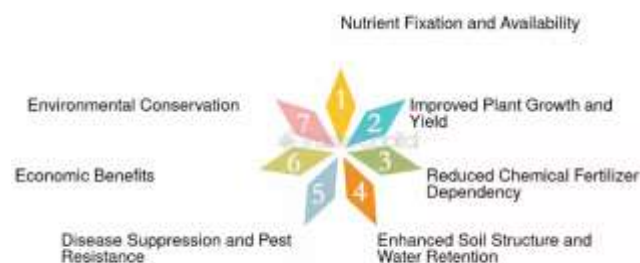 Nutrient Fixation and Availability
1
Environmental Conservation
7
2
Improved Plant Growth and
Yield
Economic Benefits
6
3
Reduced Chemical Fertilizer
Dependency
5
4
Disease Suppression and Pest
Resistance
Enhanced Soil Structure and
Water Retention